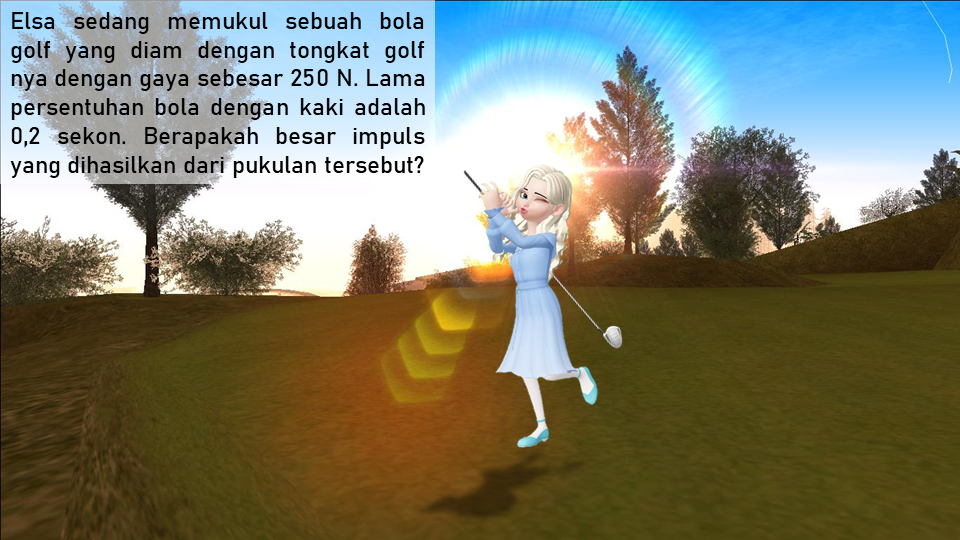 Elsa sedang memukul sebuah bola
golf yang diam dengan tongkat golf
nya dengan gaya sebesar 250 N. Lama
persentuhan bola dengan kaki adalah
0,2 sekon. Berapakah besar impuls
yang dihasilkan dari pukulan tersebut?